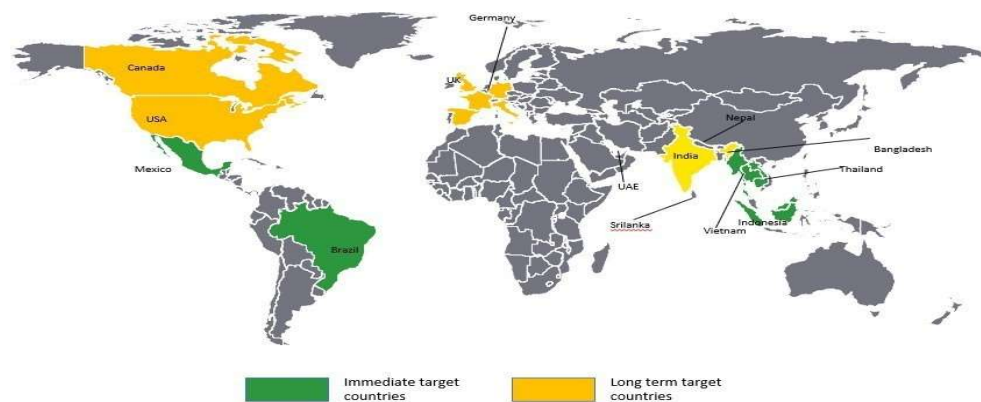 Germany
Canada
UK
USA
Nepal
Bangladesh
India
Mexico
Thailand
UAE
Srilanka
Indonesia
Vietnam
Brazil
Immediate target
countries
Long term target
countries